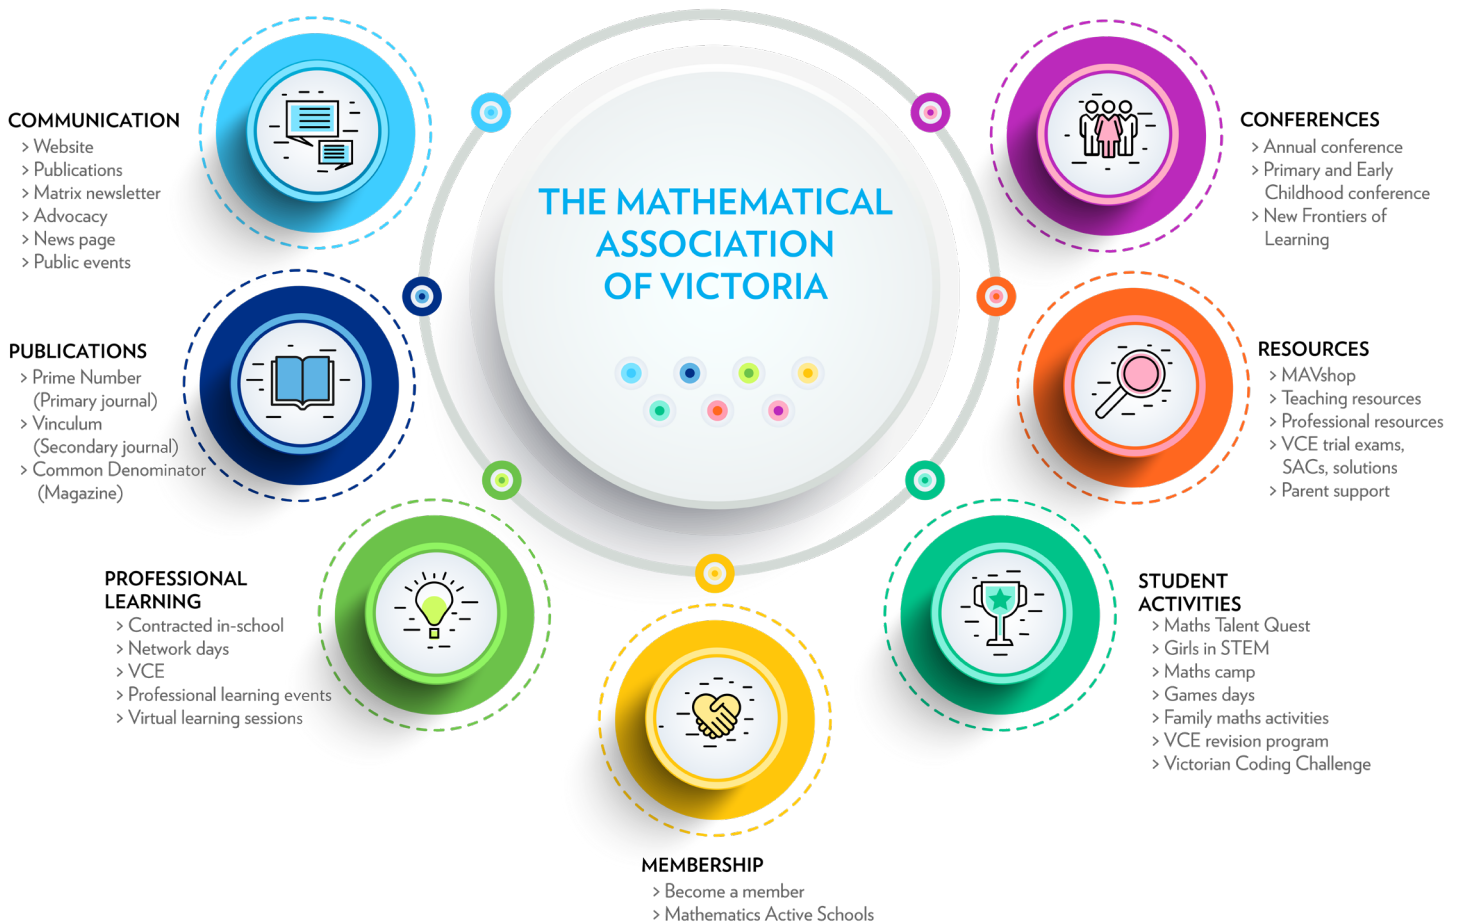 THE MATHEMATICAL
ASSOCIATION
OF VICTORIA
COMMUNICATION
> Website
> Publications
> Matrix newsletter
> Advocacy
> News page
> Public events
PUBLICATIONS
> Prime Number
(Primary journal)
> Vinculum
(Secondary journal)
> Common Denominator
(Magazine)
PROFESSIONAL
LEARNING
> Contracted in-school
> Network days
> VCE
> Professional learning events
> Virtual learning sessions
MEMBERSHIP
> Become a member
> Mathematics Active Schools
STUDENT
ACTIVITIES
> Maths Talent Quest
> Girls in STEM
> Maths camp
> Games days
> Family maths activities
> VCE revision program
> Victorian Coding Challenge
RESOURCES
> MAVshop
> Teaching resources
> Professional resources
> VCE trial exams,
SACs, solutions
> Parent support
CONFERENCES
> Annual conference
> Primary and Early
Childhood conference
> New Frontiers of
Learning